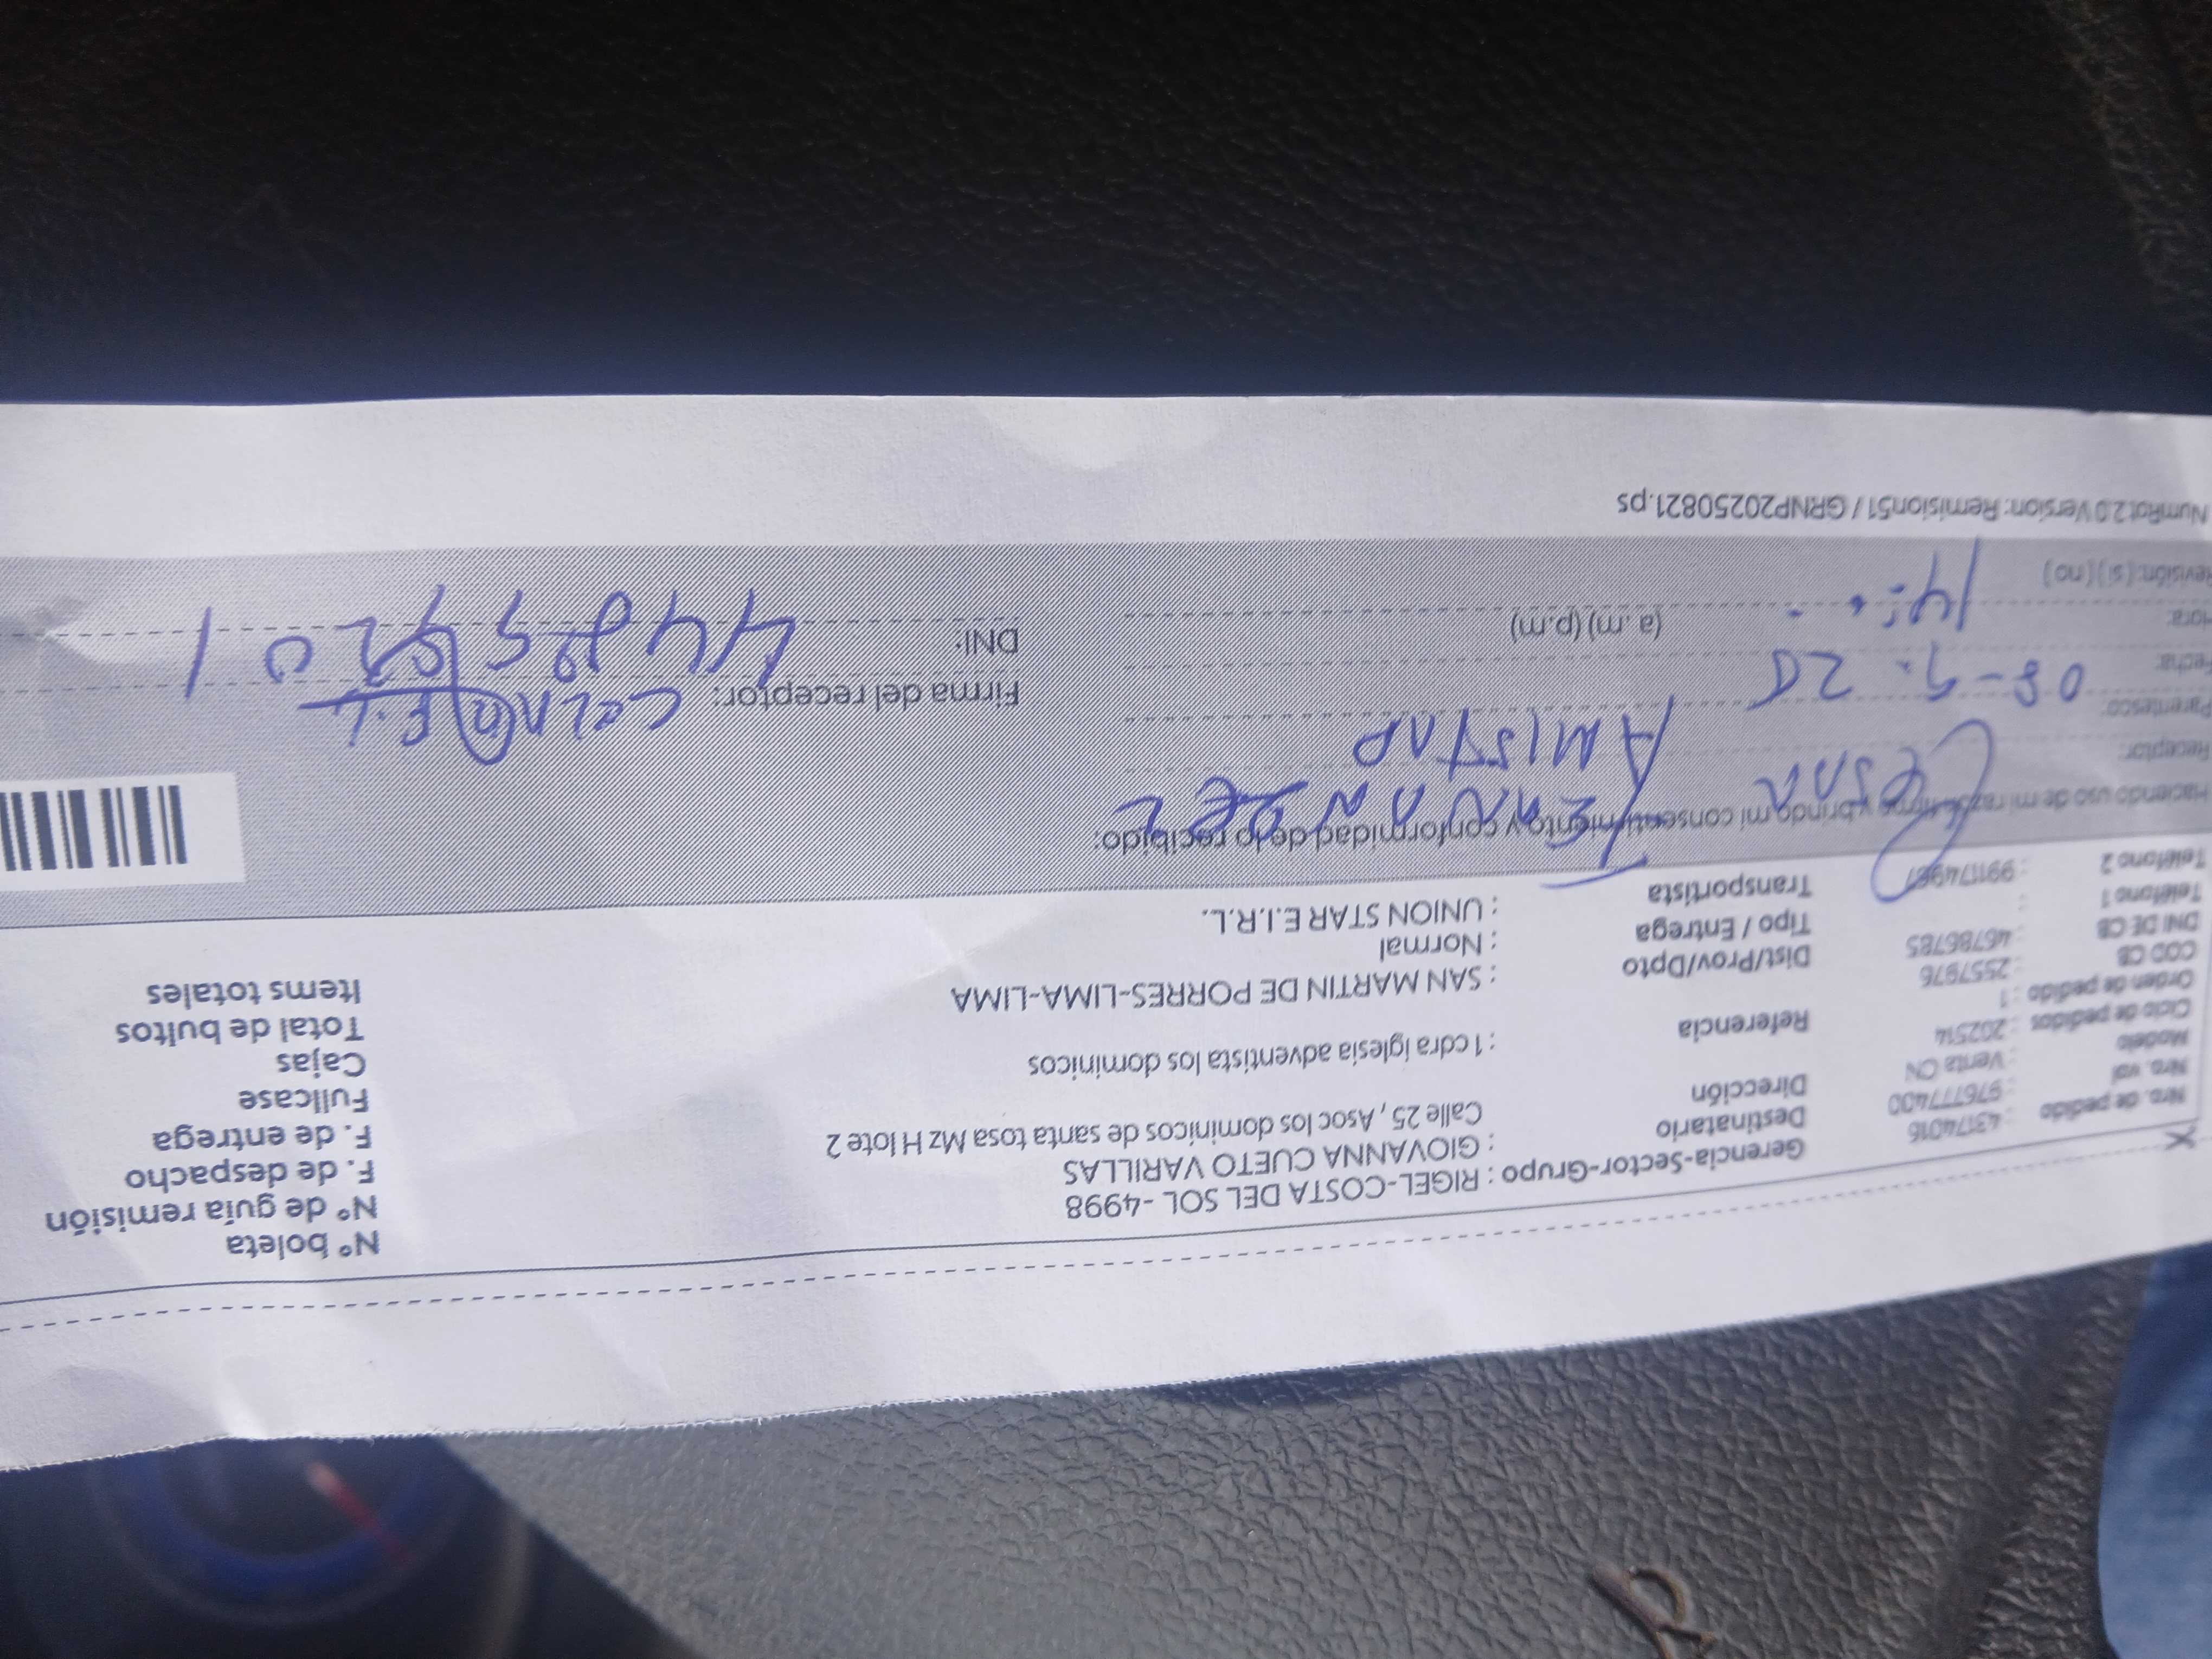 Gerencia-Sector-Grupo : RIGEL-COSTA DEL SOL -4998
Nro. de pedido : 43174016
Destinatario : GIOVANNA CUETO VARILLAS
Nro. val : 97677400
Dirección Calle 25 , Asoc los dominicos de santa tosa Mz H lote 2
Modelo : Venta CN
Ciclo de pedidos : 202514
Referencia : 1 cdra iglesia adventista los dominicos
Orden de pedido : 1
COD CB : 2557976
Dist/Prov/Dpto : SAN MARTIN DE PORRES-LIMA-LIMA
DNI DE CB : 46786785
Tipo / Entrega : Normal
Teléfono 1 :
Transportista : UNION STAR E.I.R.L.
Teléfono 2 : 991174967
N° boleta
N° de guía remisión
F. de despacho
F. de entrega
Fullcase
Cajas
Total de bultos
Items totales
Haciendo uso de mi razón firmo y brindo mi consentimiento y conformidad de lo recibido:
Receptor: Cesar FERNANDEZ
Parentesco: AMISTAD
Fecha: 08-9-25
Hora: 14: (a. m) (p.m)
Revisión: ( si ) ( no )
Firma del receptor:
DNI:
NumRot 2.0 Version: Remision51 / GRNP20250821.ps